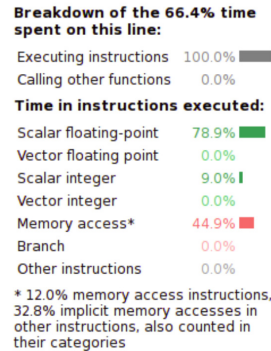 Breakdown of the 66.4% time
spent on this line:
Executing instructions 100.0%
Calling other functions 0.0%
Time in instructions executed:
Scalar floating-point 78.9%
Vector floating point 0.0%
Scalar integer 9.0%
Vector integer 0.0%
Memory access* 44.9%
Branch 0.0%
Other instructions 0.0%
* 12.0% memory access instructions,
32.8% implicit memory accesses in
other instructions, also counted in
their categories